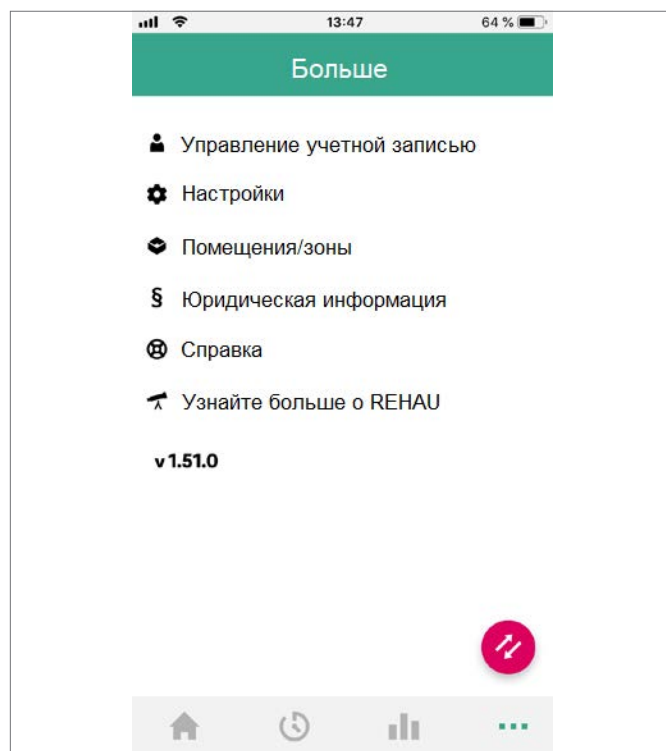 13:47
64 %
Больше
Управление учетной записью
Настройки
Помещения/зоны
§ Юридическая информация
Справка
Узнайте больше о REHAU
v 1.51.0